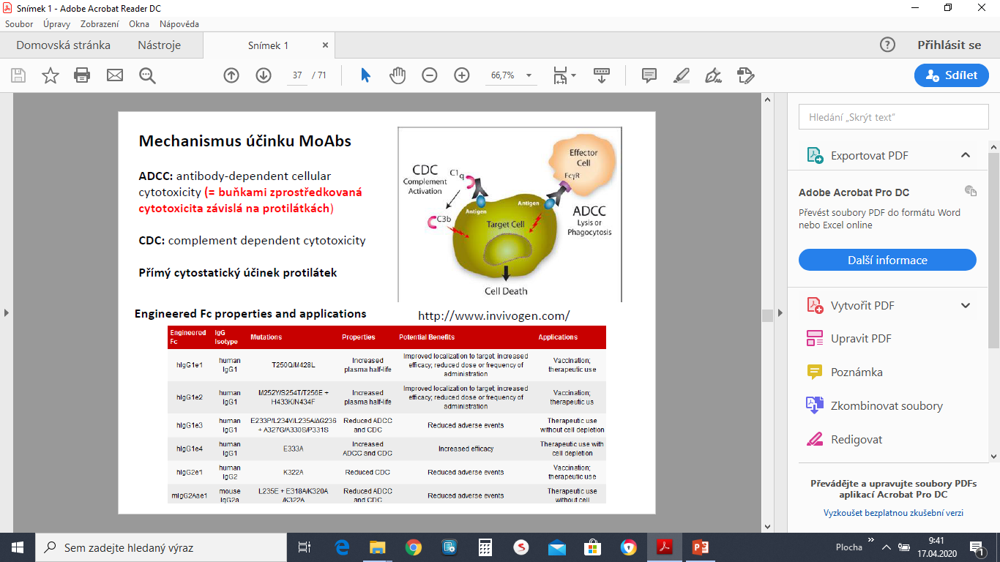 Snímek 1 - Adobe Acrobat Reader DC
Soubor Úpravy Zobrazení Okna Nápověda
Domovská stránka Nástroje Snímek 1 × ? Přihlásit se
37 / 71 66,7% Sdílet
Mechanismus účinku MoAbs
ADCC: antibody-dependent cellular
cytotoxicity (= buňkami zprostředkovaná
cytotoxicita závislá na protilátkách)
CDC: complement dependent cytotoxicity
Přímý cytostatický účinek protilátek
CDC
Complement
Activation
C1q
C3b
Antigen
Antigen
Effector
Cell
FcγR
ADCC
Lysis or
Phagocytosis
Target Cell
Cell Death
Engineered Fc properties and applications
http://www.invivogen.com/
Engineered Fc IgG Isotype Mutations Properties Potential Benefits Applications
hIgG1e1 human IgG1 T250Q/M428L Increased plasma half-life Improved localization to target; increased efficacy; reduced dose or frequency of administration Vaccination; therapeutic use
hIgG1e2 human IgG1 M252Y/S254T/T256E + H433K/N434F Increased plasma half-life Improved localization to target; increased efficacy; reduced dose or frequency of administration Vaccination; therapeutic us
hIgG1e3 human IgG1 E233P/L234V/L235A/ΔG236 + A327G/A330S/P331S Reduced ADCC and CDC Reduced adverse events Therapeutic use without cell depletion
hIgG1e4 human IgG1 E333A Increased ADCC and CDC Increased efficacy Therapeutic use with cell depletion
hIgG2e1 human IgG2 K322A Reduced CDC Reduced adverse events Vaccination; therapeutic use
mIgG2Aae1 mouse IgG2a L235E + E318A/K320A /K322A Reduced ADCC and CDC Reduced adverse events Therapeutic use without cell
Hledání „Skrýt text"
Exportovat PDF
Adobe Acrobat Pro DC
Převést soubory PDF do formátu Word
nebo Excel online
Další informace
Vytvořit PDF
Upravit PDF
Poznámka
Zkombinovat soubory
Redigovat
Převádějte a upravujte soubory PDFs
aplikací Acrobat Pro DC
Vyzkoušet bezplatnou zkušební verzi
Sem zadejte hledaný výraz
Plocha
9:41
17.04.2020
1